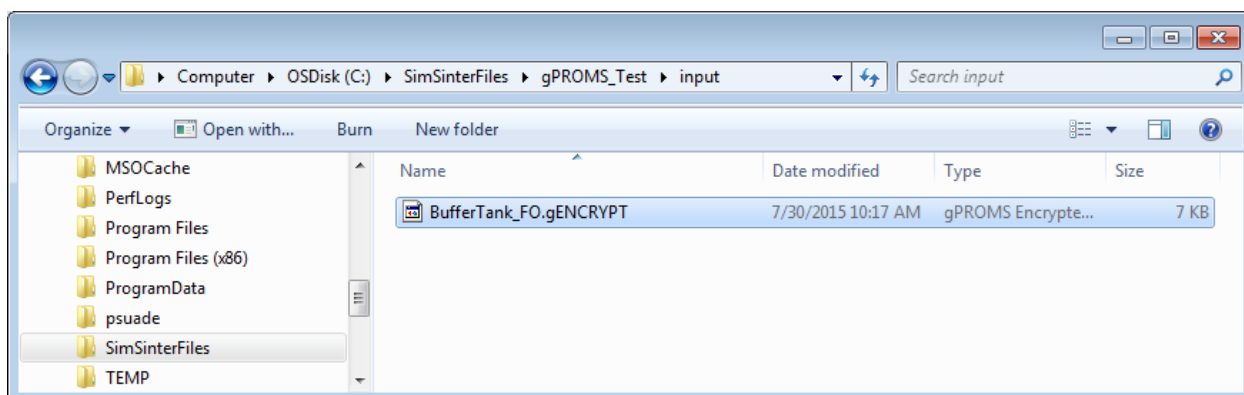 Computer OSDisk (C:) SimSinterFiles gPROMS_Test input Search input
Organize Open with... Burn New folder
MSOCache
PerfLogs
Program Files
Program Files (x86)
ProgramData
psuade
SimSinterFiles
TEMP
Name Date modified Type Size
BufferTank_FO.gENCRYPT 7/30/2015 10:17 AM gPROMS Encrypte... 7 KB